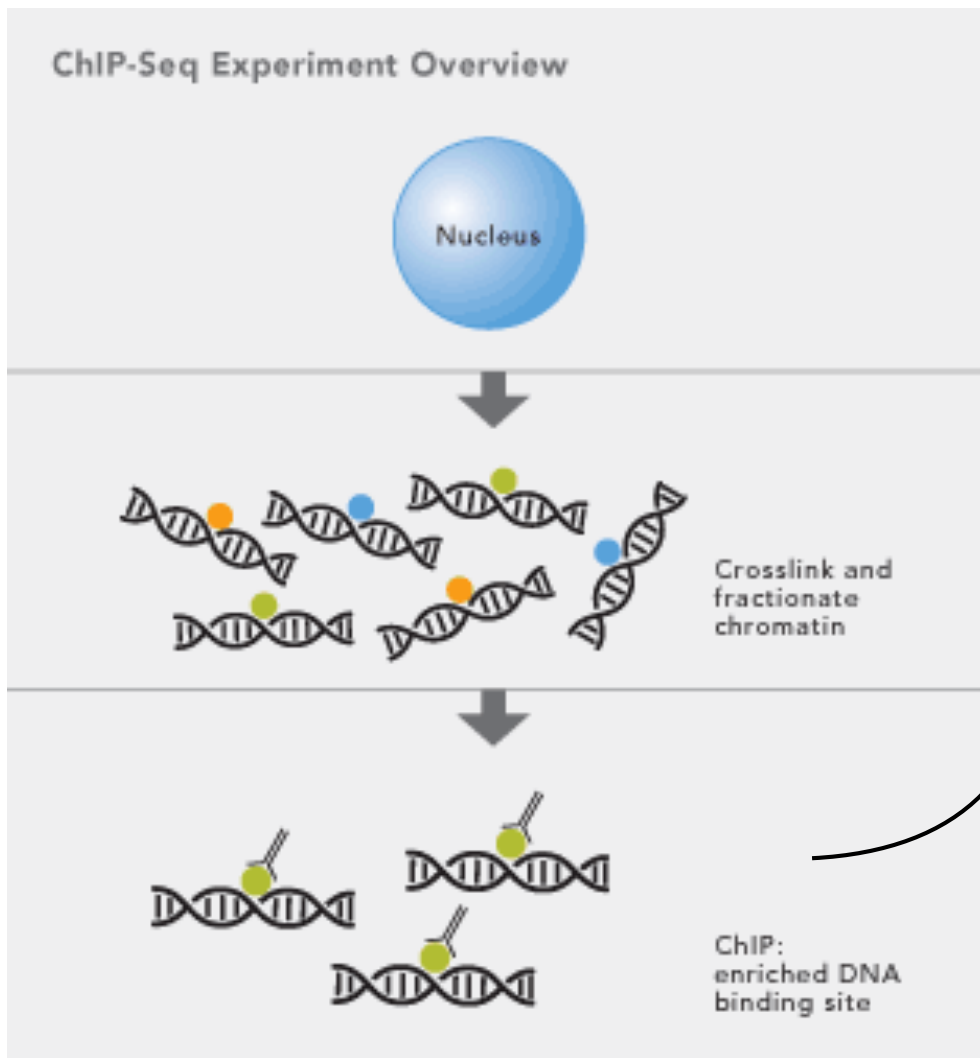 ChIP-Seq Experiment Overview
Nucleus
Crosslink and
fractionate
chromatin
ChIP:
enriched DNA
binding site